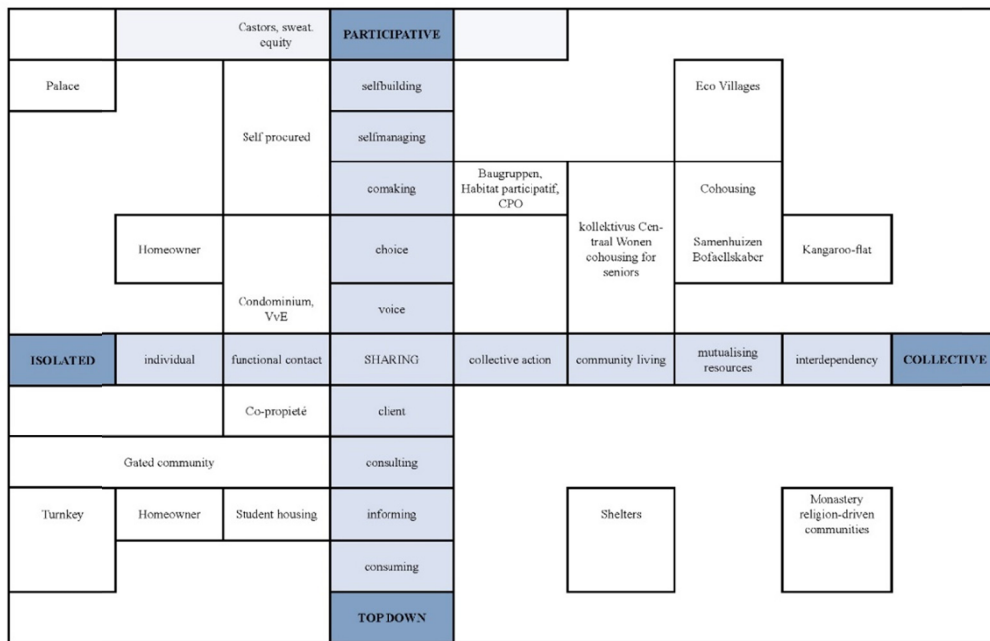 Castors, sweat.
equity
PARTICIPATIVE
Palace
selfbuilding
Eco Villages
Self procured
selfmanaging
comaking
Baugruppen,
Habitat participatif,
CPO
Cohousing
Homeowner
choice
kollektivus Cen-
traal Wonen
cohousing for
seniors
Samenhuizen
Bofaellskaber
Kangaroo-flat
Condominium,
VvE
voice
ISOLATED
individual
functional contact
SHARING
collective action
community living
mutualising
resources
interdependency
COLLECTIVE
Co-propieté
client
Gated community
consulting
Turnkey
Homeowner
Student housing
informing
Shelters
Monastery
religion-driven
communities
consuming
TOP DOWN